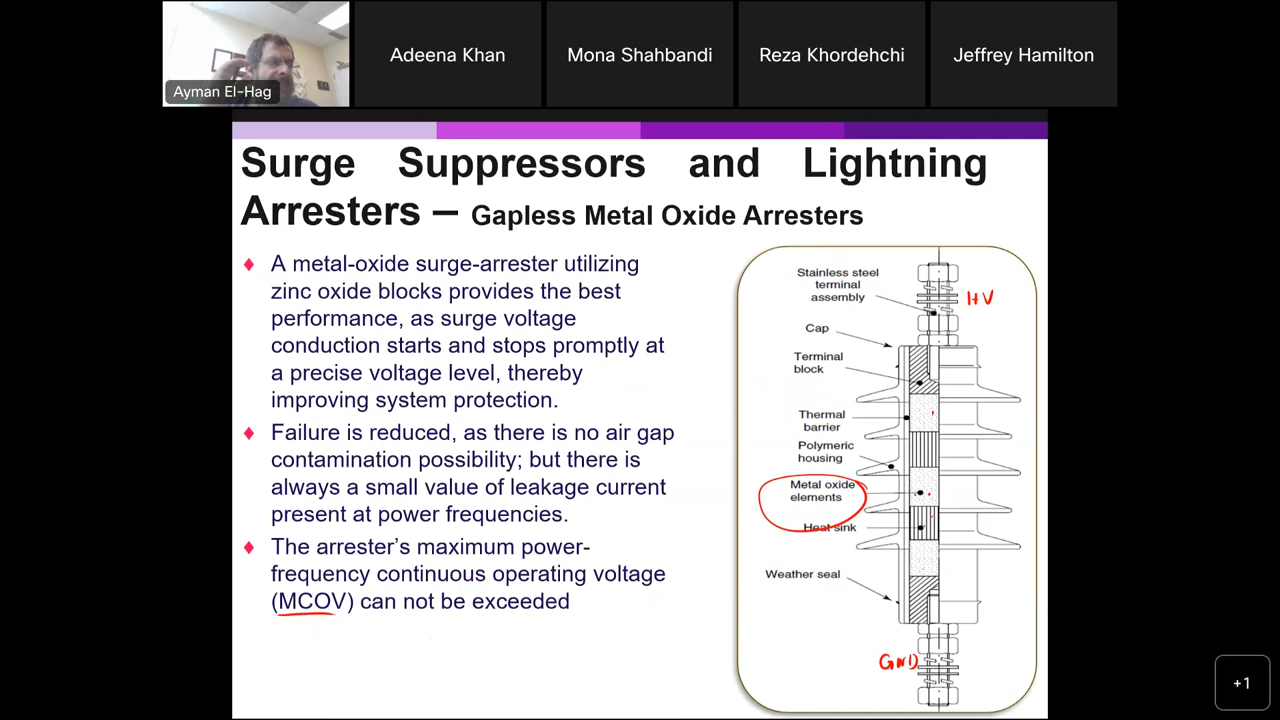 Ayman El-Hag
Adeena Khan
Mona Shahbandi
Reza Khordehchi
Jeffrey Hamilton
Surge Suppressors and Lightning
Arresters – Gapless Metal Oxide Arresters
A metal-oxide surge-arrester utilizing
zinc oxide blocks provides the best
performance, as surge voltage
conduction starts and stops promptly at
a precise voltage level, thereby
improving system protection.
Failure is reduced, as there is no air gap
contamination possibility; but there is
always a small value of leakage current
present at power frequencies.
The arrester's maximum power-
frequency continuous operating voltage
(MCOV) can not be exceeded
Stainless steel
terminal
assembly
HV
Cap
Terminal
block
Thermal
barrier
Polymeric
housing
Metal oxide
elements
Heat sink
Weather seal
GND
+1